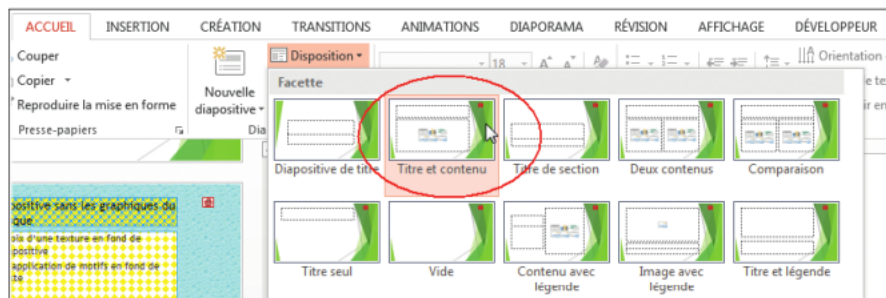 ACCUEIL INSERTION CRÉATION TRANSITIONS ANIMATIONS DIAPORAMA RÉVISION AFFICHAGE DÉVELOPPEUR
Couper
Copier
Reproduire la mise en forme
Presse-papiers
Nouvelle
diapositive
Dia
Disposition
18
Orientation
Facette
Diapositive de titre Titre et contenu Titre de section Deux contenus Comparaison
Titre seul Vide Contenu avec légende Image avec légende Titre et légende
positive sans les graphiques du
que
oix d'une texture en fond de
positive
application de motifs en fond de
te